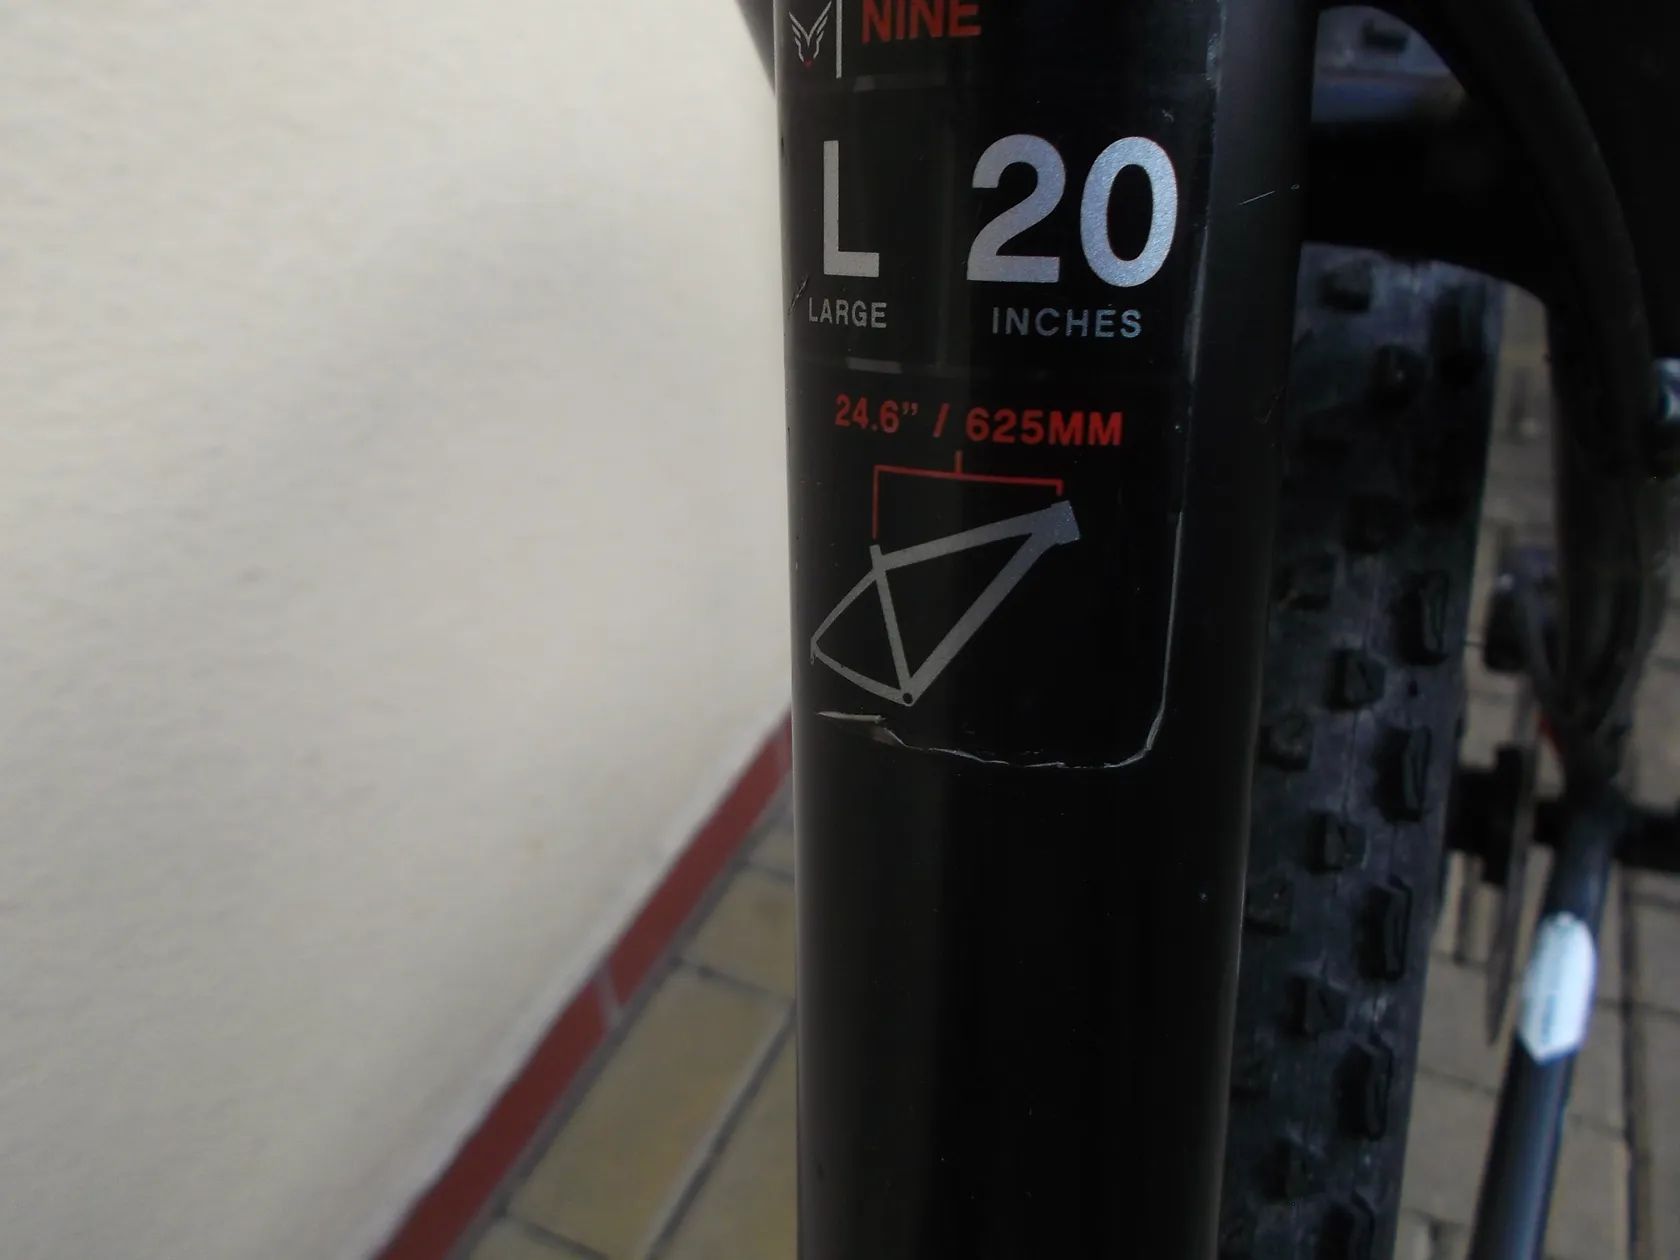 NINE
L 20
LARGE INCHES
24.6” / 625MM